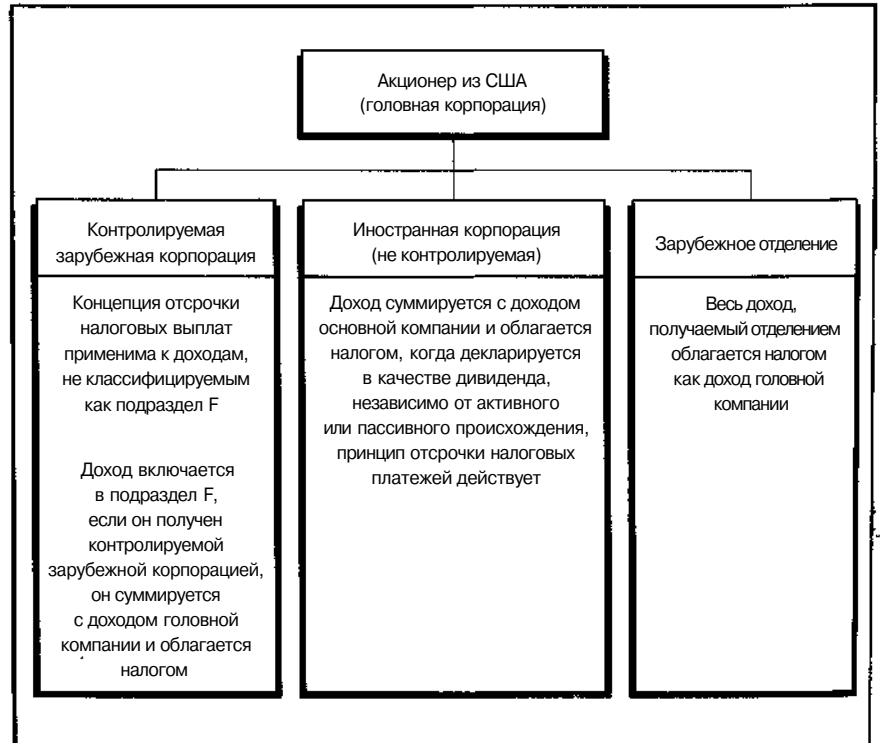 Акционер из США
(головная корпорация)
Контролируемая
зарубежная корпорация
Концепция отсрочки
налоговых выплат
применима к доходам,
не классифицируемым
как подраздел F
Доход включается
в подраздел F,
если он получен
контролируемой
зарубежной корпорацией,
он суммируется
с доходом головной
компании и облагается
налогом
Иностранная корпорация
(не контролируемая)
Доход суммируется с доходом
основной компании и облагается
налогом, когда декларируется
в качестве дивиденда,
независимо от активного
или пассивного происхождения,
принцип отсрочки налоговых
платежей действует
Зарубежное отделение
Весь доход,
получаемый отделением
облагается налогом
как доход головной
компании